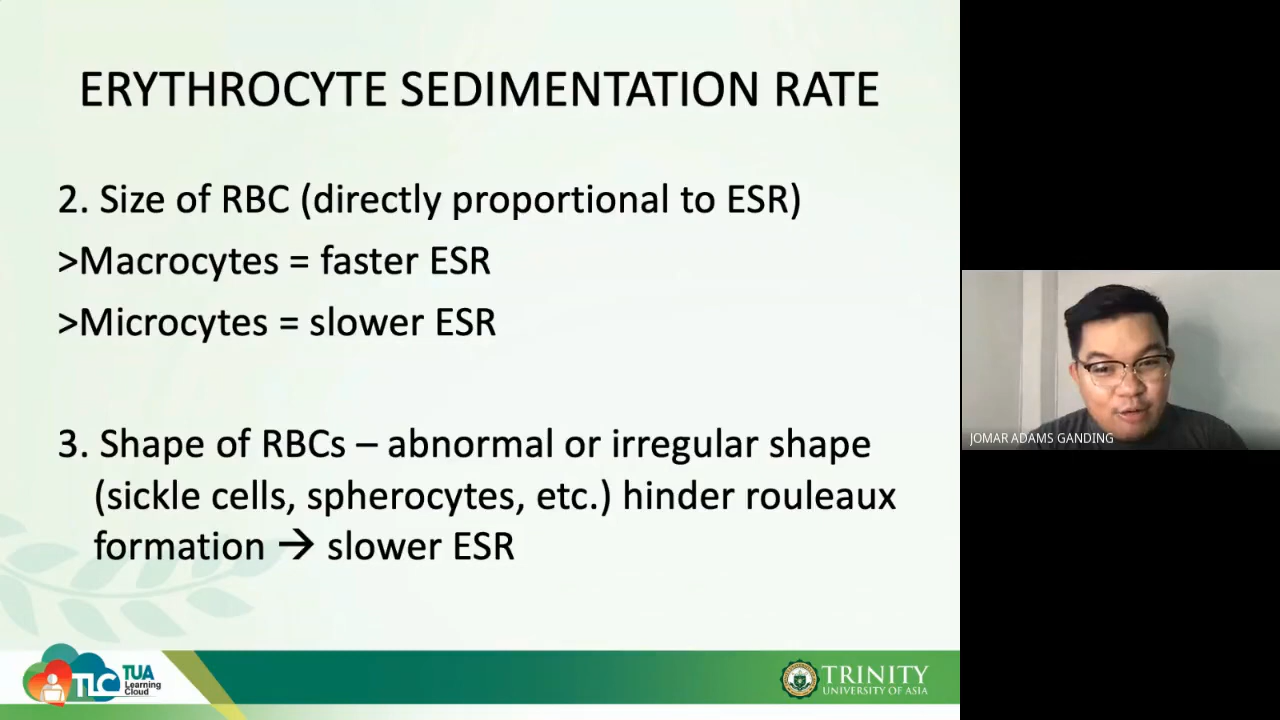 ERYTHROCYTE SEDIMENTATION RATE
2. Size of RBC (directly proportional to ESR)
>Macrocytes = faster ESR
>Microcytes = slower ESR
3. Shape of RBCs – abnormal or irregular shape
(sickle cells, spherocytes, etc.) hinder rouleaux
formation → slower ESR
JOMAR ADAMS GANDING
TLC
TUA
Learning
Cloud
TRINITY
UNIVERSITY OF ASIA